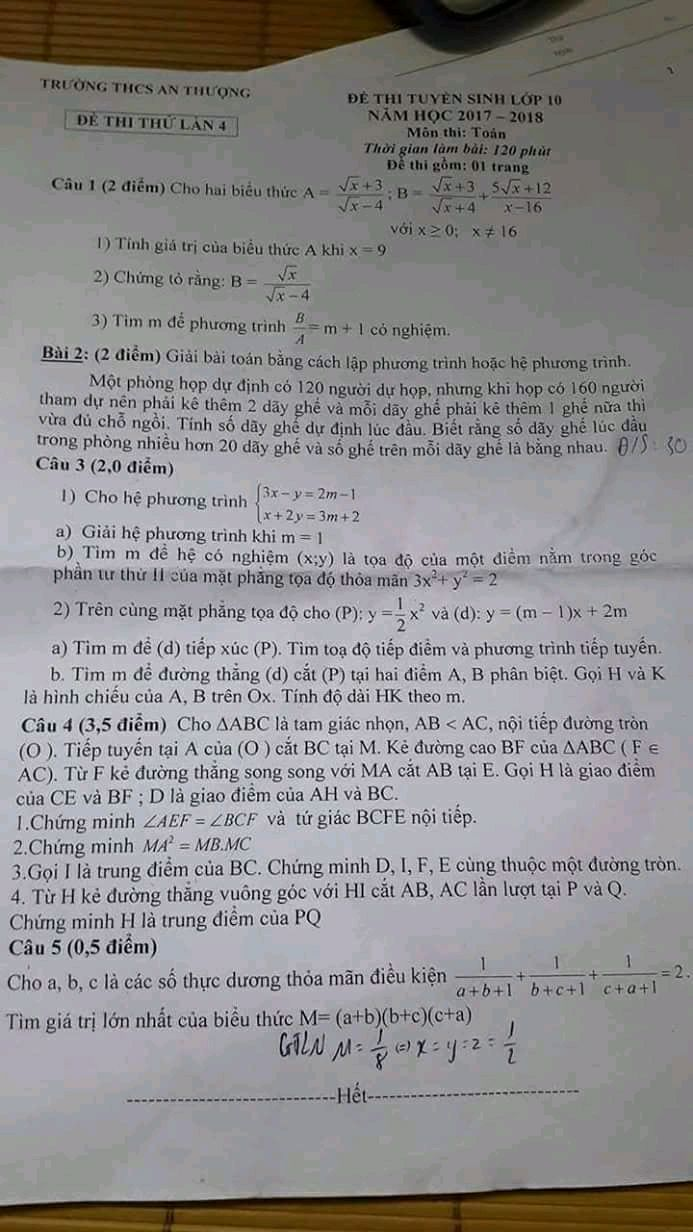 TRƯỜNG THCS AN THƯỢNG
ĐỀ THI THỬ LẦN 4
ĐỀ THI TUYỂN SINH LỚP 10
NĂM HỌC 2017 – 2018
Môn thi: Toán
Thời gian làm bài: 120 phút
Đề thi gồm: 01 trang
Câu 1 (2 điểm) Cho hai biểu thức A = (√x + 3)/(√x − 4); B = (√x + 3)/(√x + 4) + (5√x + 12)/(x − 16)
với x ≥ 0; x ≠ 16
1) Tính giá trị của biểu thức A khi x = 9
2) Chứng tỏ rằng: B = √x/(√x − 4)
3) Tìm m để phương trình B/A = m + 1 có nghiệm.
Bài 2: (2 điểm) Giải bài toán bằng cách lập phương trình hoặc hệ phương trình.
Một phòng họp dự định có 120 người dự họp, nhưng khi họp có 160 người
tham dự nên phải kê thêm 2 dãy ghế và mỗi dãy ghế phải kê thêm 1 ghế nữa thì
vừa đủ chỗ ngồi. Tính số dãy ghế dự định lúc đầu. Biết rằng số dãy ghế lúc đầu
trong phòng nhiều hơn 20 dãy ghế và số ghế trên mỗi dãy ghế là bằng nhau. Đ/S: 30
Câu 3 (2,0 điểm)
1) Cho hệ phương trình {3x − y = 2m − 1
x + 2y = 3m + 2
a) Giải hệ phương trình khi m = 1
b) Tìm m để hệ có nghiệm (x;y) là tọa độ của một điểm nằm trong góc
phần tư thứ II của mặt phẳng tọa độ thỏa mãn 3x² + y² = 2
2) Trên cùng mặt phẳng tọa độ cho (P): y = 1/2 x² và (d): y = (m − 1)x + 2m
a) Tìm m để (d) tiếp xúc (P). Tìm toạ độ tiếp điểm và phương trình tiếp tuyến.
b. Tìm m để đường thẳng (d) cắt (P) tại hai điểm A, B phân biệt. Gọi H và K
là hình chiếu của A, B trên Ox. Tính độ dài HK theo m.
Câu 4 (3,5 điểm) Cho ΔABC là tam giác nhọn, AB < AC, nội tiếp đường tròn
(O ). Tiếp tuyến tại A của (O ) cắt BC tại M. Kẻ đường cao BF của ΔABC ( F ∈
AC). Từ F kẻ đường thẳng song song với MA cắt AB tại E. Gọi H là giao điểm
của CE và BF ; D là giao điểm của AH và BC.
1.Chứng minh ∠AEF = ∠BCF và tứ giác BCFE nội tiếp.
2.Chứng minh MA² = MB.MC
3.Gọi I là trung điểm của BC. Chứng minh D, I, F, E cùng thuộc một đường tròn.
4. Từ H kẻ đường thẳng vuông góc với HI cắt AB, AC lần lượt tại P và Q.
Chứng minh H là trung điểm của PQ
Câu 5 (0,5 điểm)
Cho a, b, c là các số thực dương thỏa mãn điều kiện 1/(a+b+1) + 1/(b+c+1) + 1/(c+a+1) = 2.
Tìm giá trị lớn nhất của biểu thức M= (a+b)(b+c)(c+a)
GTLN M = 1/8 (=) x = y = z = 1/2
------------------------------Hết------------------------------